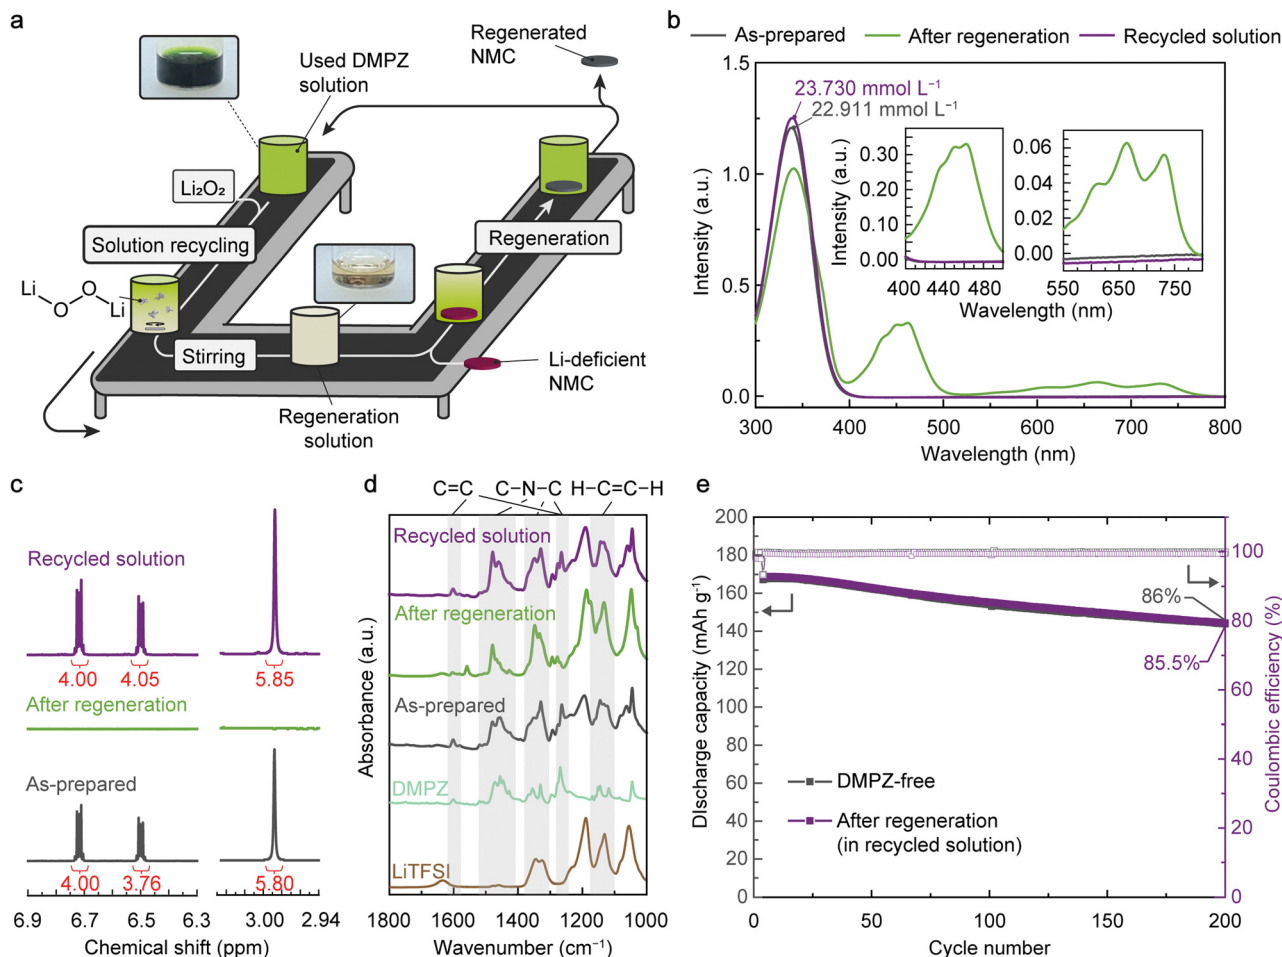 a
Regenerated
NMC
Used DMPZ
solution
Li₂O₂
Solution recycling
Regeneration
Li
O
O
Li
Stirring
Li-deficient
NMC
Regeneration
solution
b
As-prepared
After regeneration
Recycled solution
23.730 mmol L⁻¹
22.911 mmol L⁻¹
1.5
1.0
0.5
0.0
Intensity (a.u.)
300 400 500 600 700 800
Wavelength (nm)
0.30
0.20
0.10
0.00
Intensity (a.u.)
400 440 480
Wavelength (nm)
0.06
0.04
0.02
0.00
550 650 750
Wavelength (nm)
c
Recycled solution
4.00 4.05 5.85
After regeneration
As-prepared
4.00 3.76 5.80
6.9 6.7 6.5 6.3 3.00 2.94
Chemical shift (ppm)
d
C=C C–N–C H–C=C–H
Recycled solution
After regeneration
As-prepared
DMPZ
LiTFSI
Absorbance (a.u.)
1800 1600 1400 1200 1000
Wavenumber (cm⁻¹)
e
200
180
160
140
120
100
80
60
40
20
0
DIscharge capacity (mAh g⁻¹)
86%
85.5%
DMPZ-free
After regeneration
(in recycled solution)
100
80
60
40
20
0
Coulombic efficiency (%)
0 50 100 150 200
Cycle number